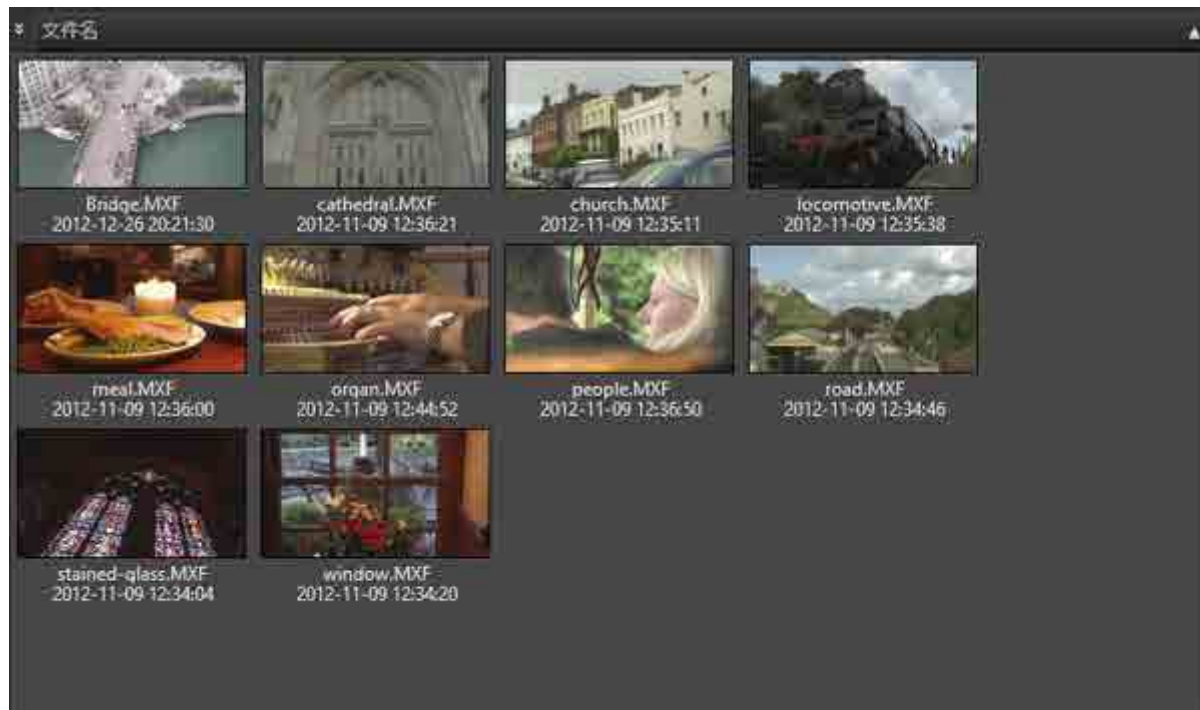 文件名
Bridge.MXF
2012-12-26 20:21:30
cathedral.MXF
2012-11-09 12:36:21
church.MXF
2012-11-09 12:35:11
locomotive.MXF
2012-11-09 12:35:38
meal.MXF
2012-11-09 12:36:00
organ.MXF
2012-11-09 12:44:52
people.MXF
2012-11-09 12:36:50
road.MXF
2012-11-09 12:34:46
stained-glass.MXF
2012-11-09 12:34:04
window.MXF
2012-11-09 12:34:20